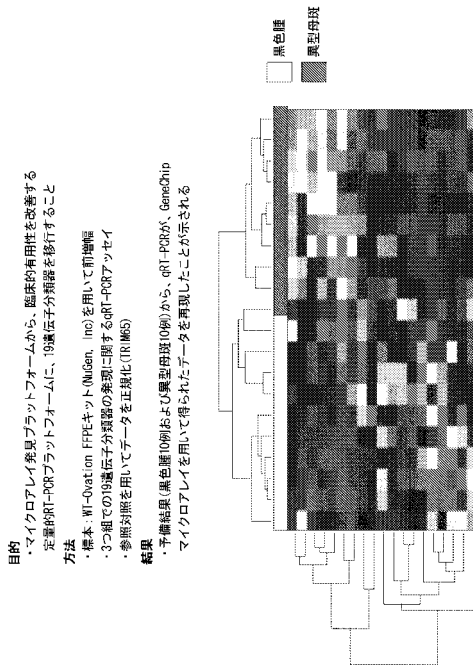 目的
・マイクロアレイ発見プラットフォームから、臨床的有用性を改善する
定量的RT-PCRプラットフォームに、19遺伝子分類器を移行すること
方法
・標本：WT-Ovation FFPEキット(NuGen, Inc)を用いて前増幅
・3つ組での19遺伝子分類器の発現に関するqRT-PCRアッセイ
・参照対照を用いてデータを正規化(TRIM65)
結果
・予備結果(黒色腫10例および異型母斑10例)から、qRT-PCRが、GeneChip
マイクロアレイを用いて得られたデータを再現したことが示される
黒色腫
異型母斑